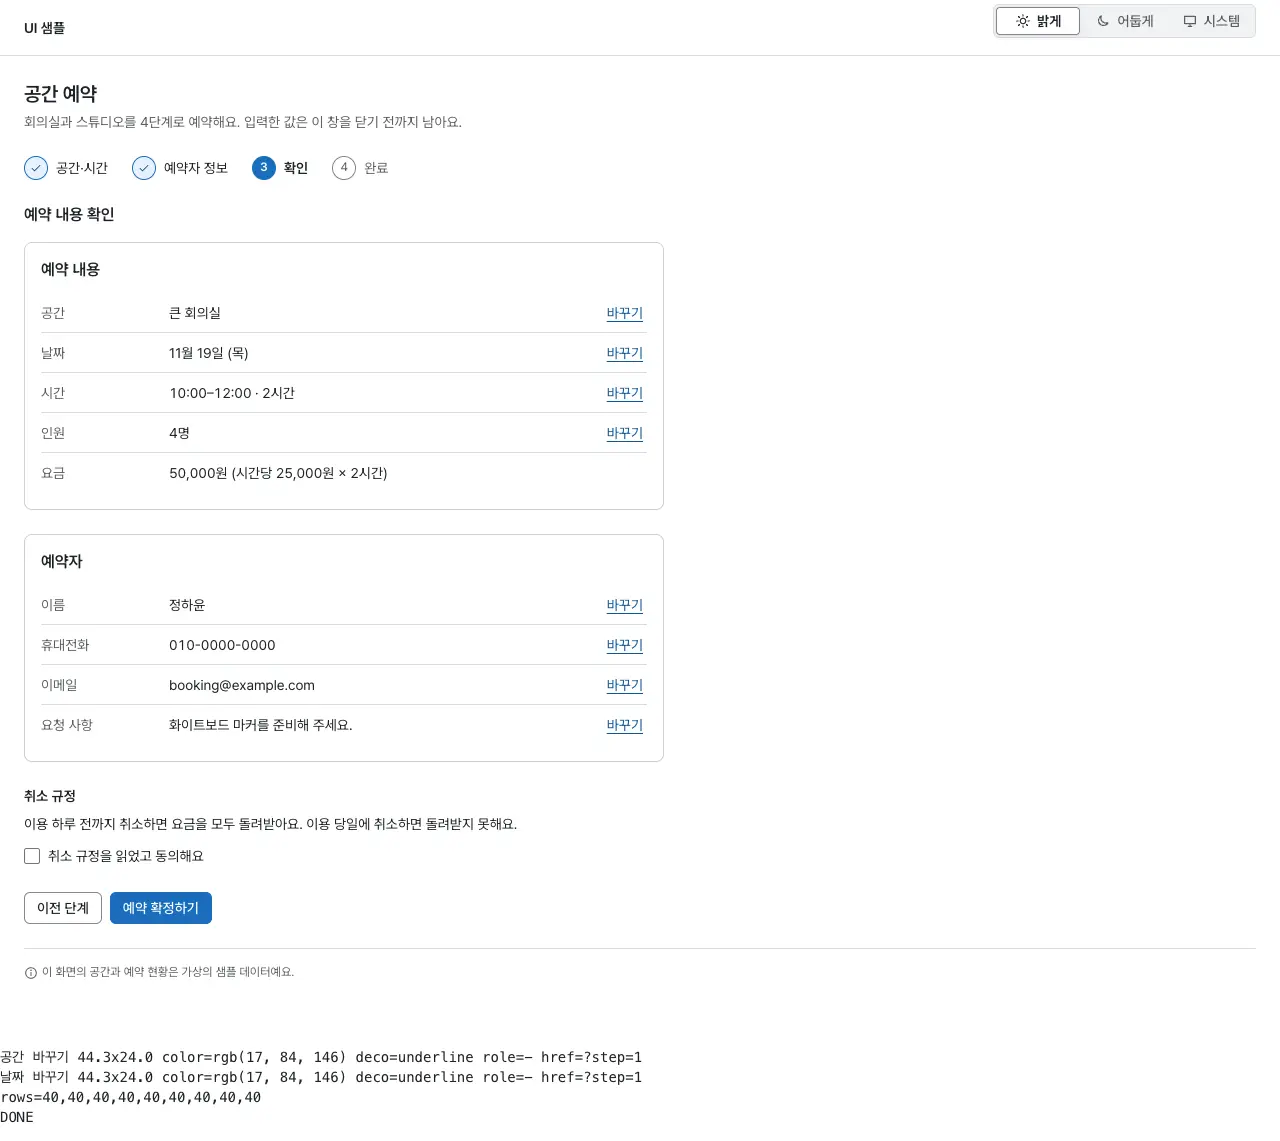 UI 샘플
밝게 어둡게 시스템
공간 예약
회의실과 스튜디오를 4단계로 예약해요. 입력한 값은 이 창을 닫기 전까지 남아요.
공간·시간 예약자 정보 3 확인 4 완료
예약 내용 확인
예약 내용
공간 큰 회의실 바꾸기
날짜 11월 19일 (목) 바꾸기
시간 10:00–12:00 · 2시간 바꾸기
인원 4명 바꾸기
요금 50,000원 (시간당 25,000원 × 2시간)
예약자
이름 정하윤 바꾸기
휴대전화 010-0000-0000 바꾸기
이메일 booking@example.com 바꾸기
요청 사항 화이트보드 마커를 준비해 주세요. 바꾸기
취소 규정
이용 하루 전까지 취소하면 요금을 모두 돌려받아요. 이용 당일에 취소하면 돌려받지 못해요.
취소 규정을 읽었고 동의해요
이전 단계 예약 확정하기
이 화면의 공간과 예약 현황은 가상의 샘플 데이터예요.
공간 바꾸기 44.3x24.0 color=rgb(17, 84, 146) deco=underline role=— href=?step=1
날짜 바꾸기 44.3x24.0 color=rgb(17, 84, 146) deco=underline role=— href=?step=1
rows=40,40,40,40,40,40,40,40,40
DONE